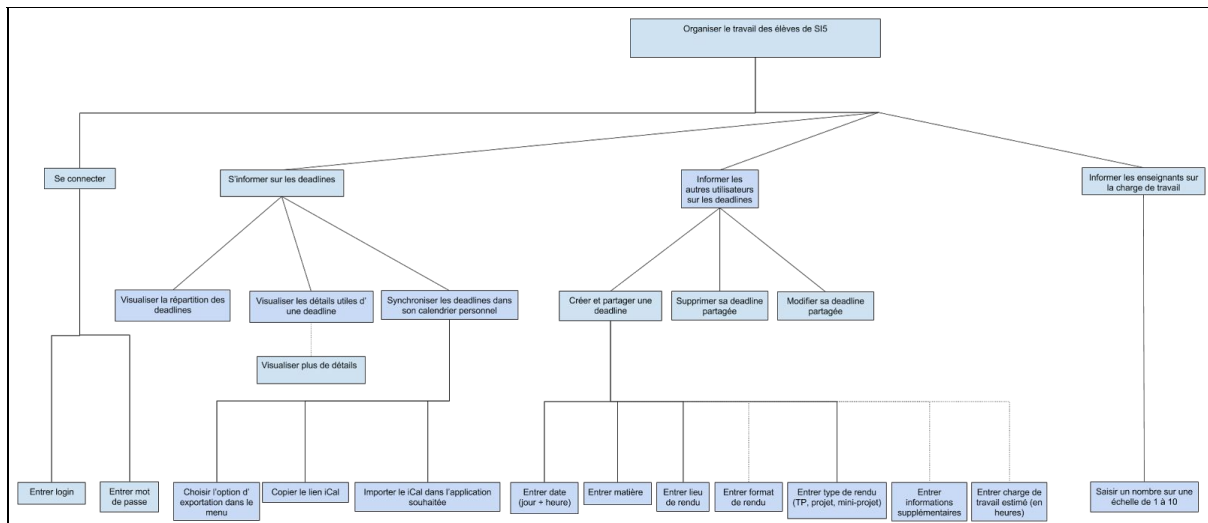 Organiser le travail des élèves de SI5
Se connecter
S'informer sur les deadlines
Informer les
autres utilisateurs
sur les deadlines
Informer les enseignants sur
la charge de travail
Visualiser la répartition des
deadlines
Visualiser les détails utiles d'
une deadline
Synchroniser les deadlines dans
son calendrier personnel
Créer et partager une
deadline
Supprimer sa deadline
partagée
Modifier sa deadline
partagée
Visualiser plus de détails
Entrer login
Entrer mot
de passe
Choisir l'option d'
exportation dans le
menu
Copier le lien iCal
Importer le iCal dans l'application
souhaitée
Entrer date
(jour + heure)
Entrer matière
Entrer lieu
de rendu
Entrer format
de rendu
Entrer type de rendu
(TP, projet, mini-projet)
Entrer
informations
supplémentaires
Entrer charge de
travail estimé (en
heures)
Saisir un nombre sur une
échelle de 1 à 10